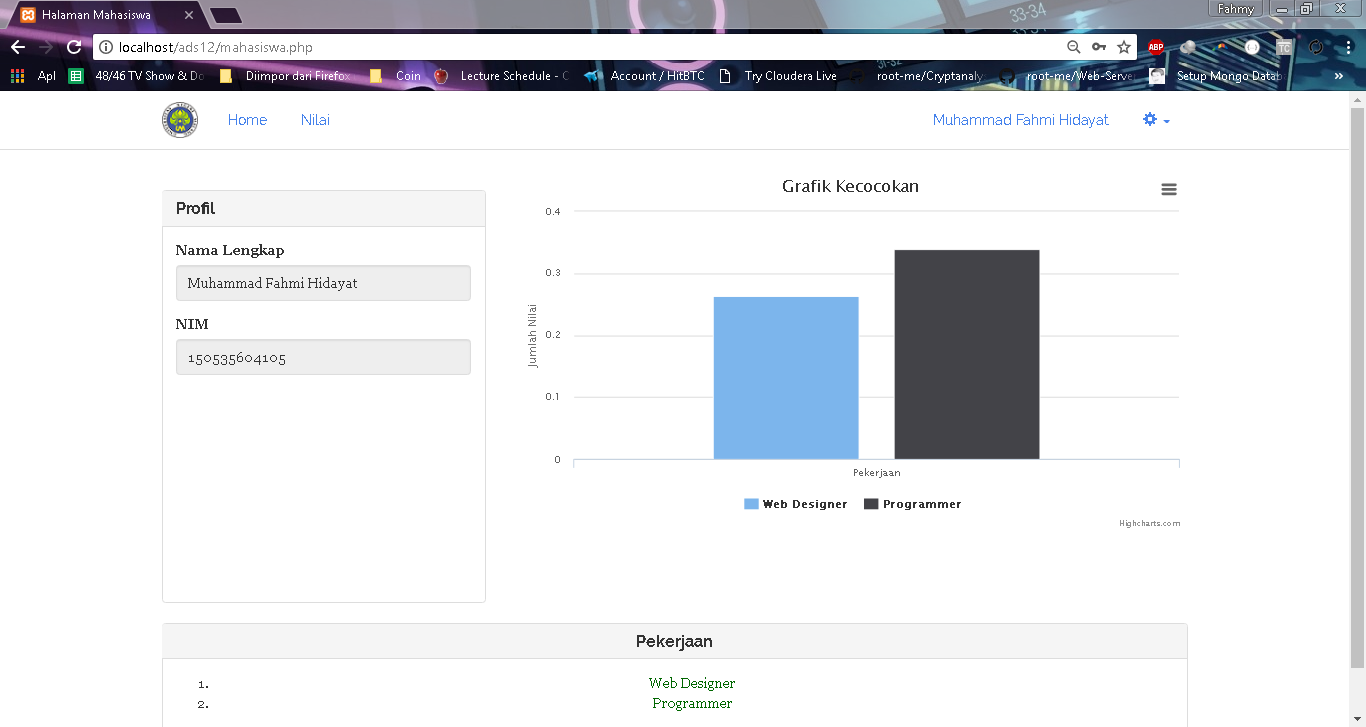 Halaman Mahasiswa
Fahmy
localhost/ads12/mahasiswa.php
ABP
TC
Apl
48/46 TV Show & Do
Diimpor dari Firefox
Coin
Lecture Schedule - C
Account / HitBTC
Try Cloudera Live
root-me/Cryptanaly
root-me/Web-Serve
Setup Mongo Datab
»
Home
Nilai
Muhammad Fahmi Hidayat
Profil
Nama Lengkap
Muhammad Fahmi Hidayat
NIM
150535604105
Grafik Kecocokan
Jumlah Nilai
0.4
0.3
0.2
0.1
0
Pekerjaan
Web Designer
Programmer
Highcharts.com
Pekerjaan
1. Web Designer
2. Programmer